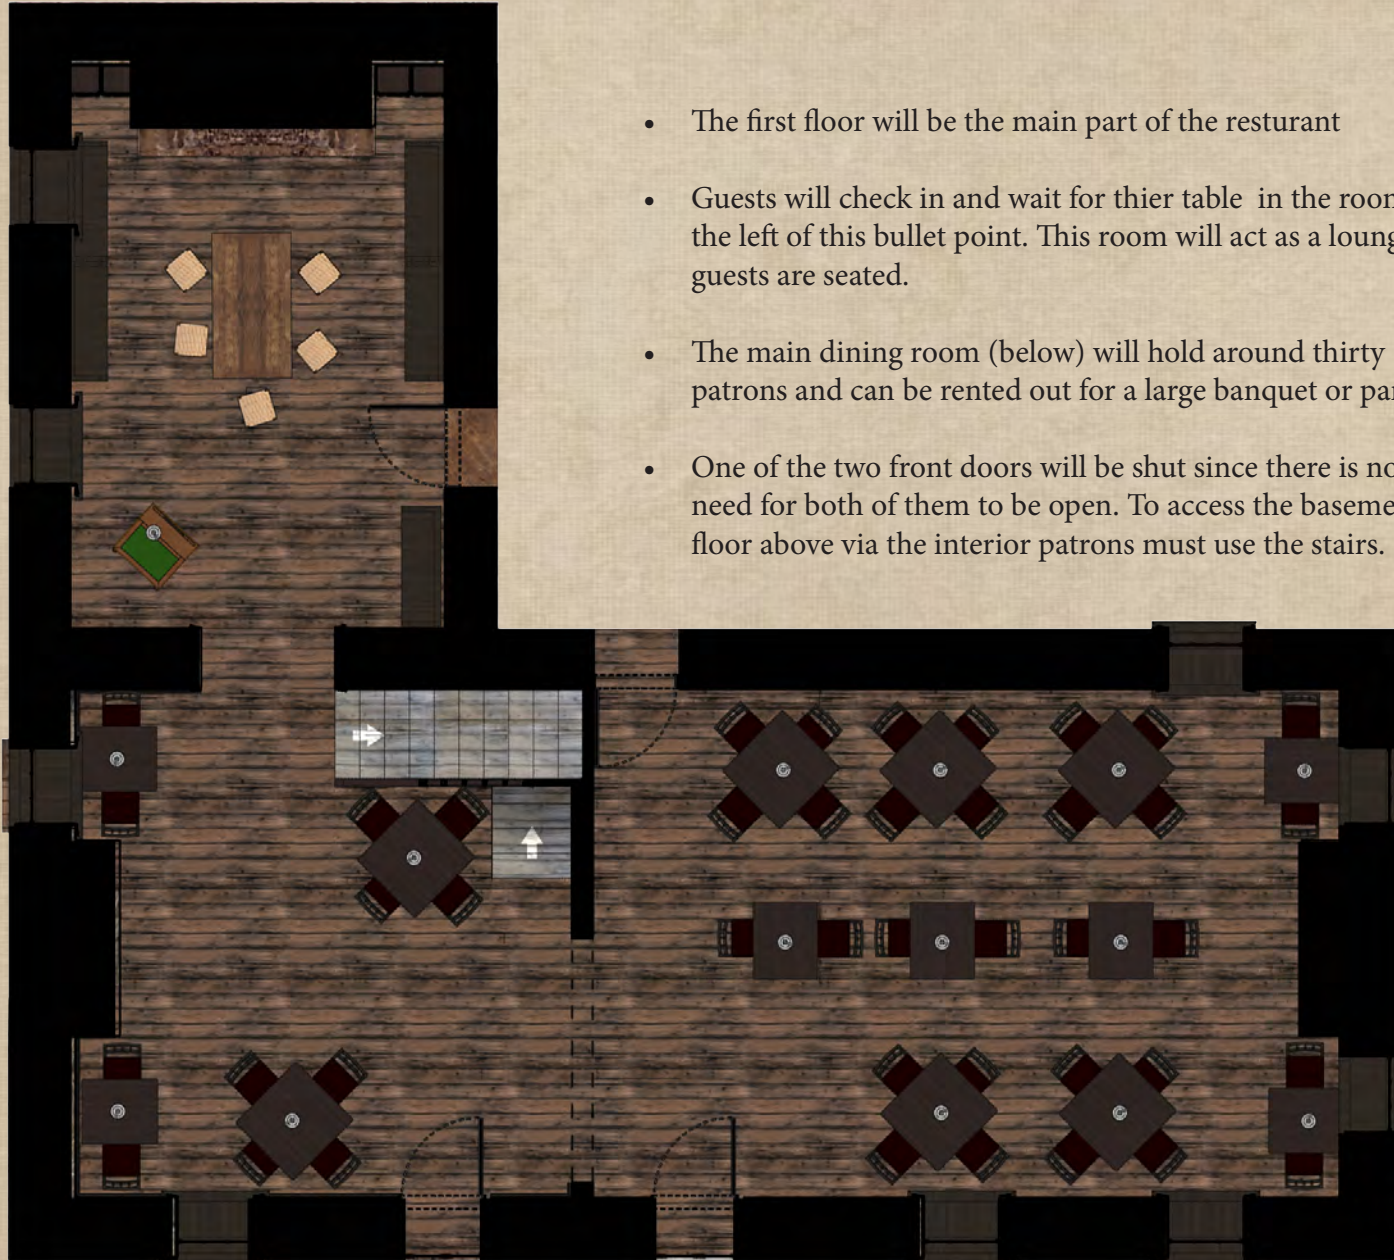 • The first floor will be the main part of the resturant
• Guests will check in and wait for thier table in the room
the left of this bullet point. This room will act as a loung
guests are seated.
• The main dining room (below) will hold around thirty
patrons and can be rented out for a large banquet or par
• One of the two front doors will be shut since there is no
need for both of them to be open. To access the baseme
floor above via the interior patrons must use the stairs.